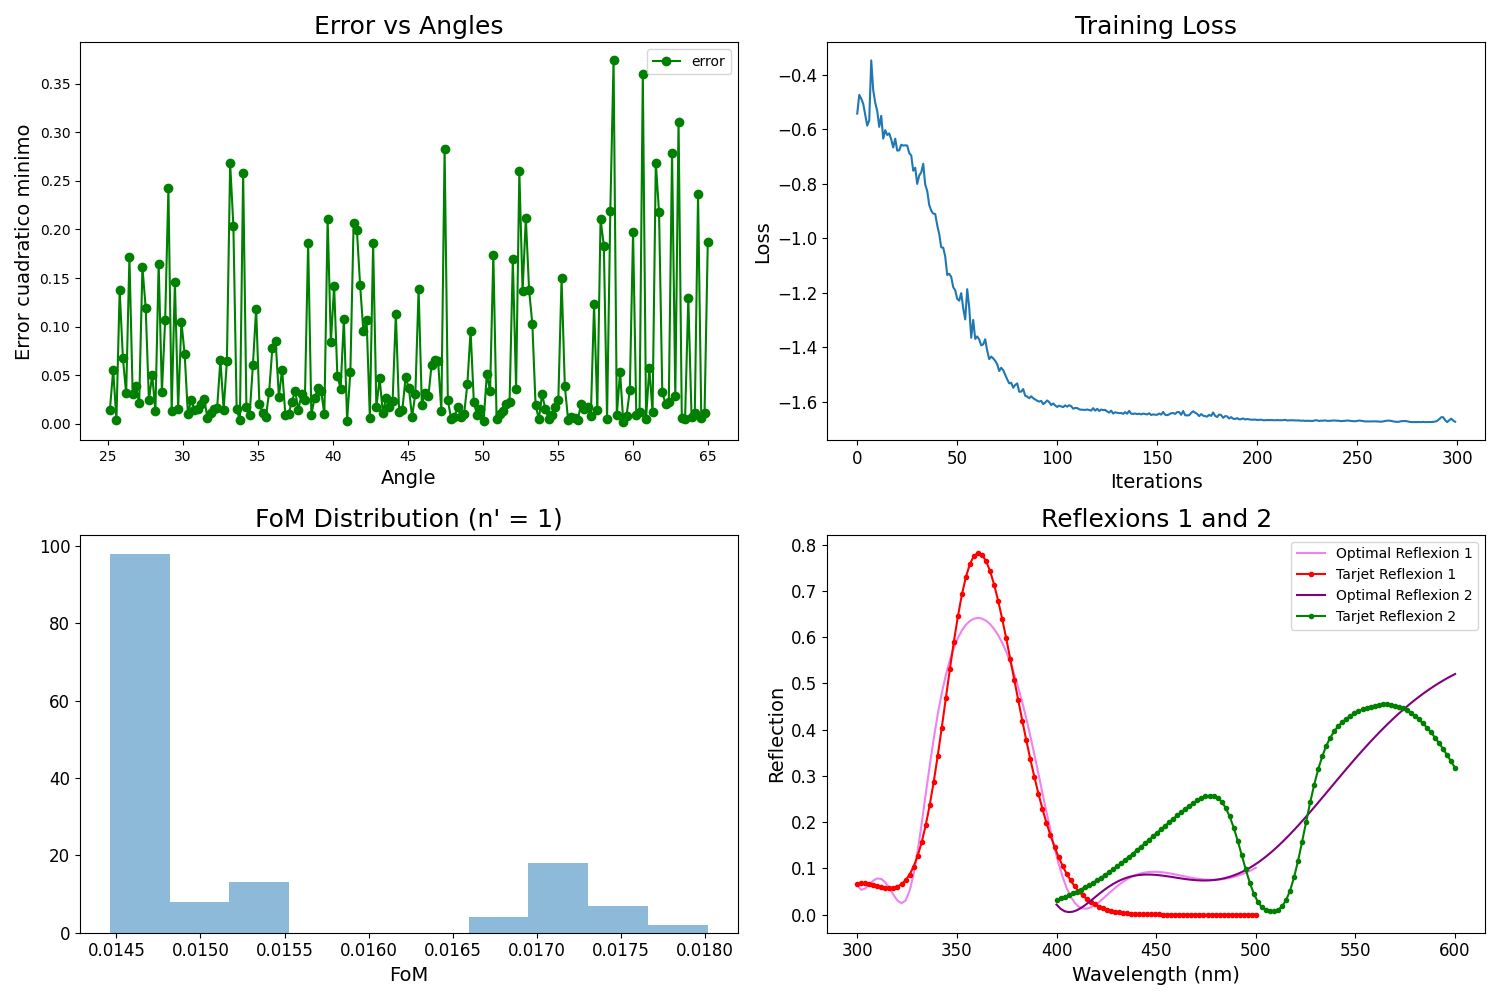 Error vs Angles
error
Error cuadratico minimo
0.35
0.30
0.25
0.20
0.15
0.10
0.05
0.00
25 30 35 40 45 50 55 60 65
Angle
Training Loss
Loss
−0.4
−0.6
−0.8
−1.0
−1.2
−1.4
−1.6
0 50 100 150 200 250 300
Iterations
FoM Distribution (n' = 1)
100
80
60
40
20
0
0.0145 0.0150 0.0155 0.0160 0.0165 0.0170 0.0175 0.0180
FoM
Reflexions 1 and 2
Optimal Reflexion 1
Tarjet Reflexion 1
Optimal Reflexion 2
Tarjet Reflexion 2
Reflection
0.8
0.7
0.6
0.5
0.4
0.3
0.2
0.1
0.0
300 350 400 450 500 550 600
Wavelength (nm)